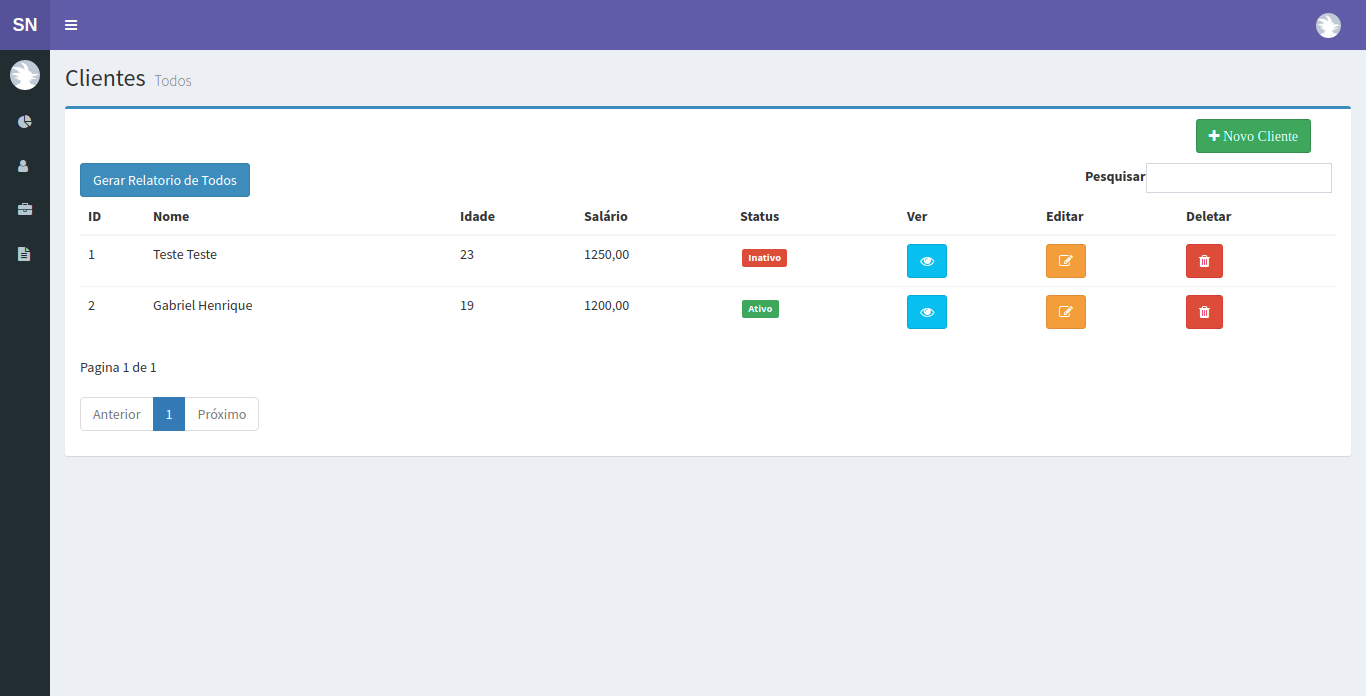 SN
Clientes Todos
Novo Cliente
Gerar Relatorio de Todos
Pesquisar
ID Nome Idade Salário Status Ver Editar Deletar
1 Teste Teste 23 1250,00 Inativo
2 Gabriel Henrique 19 1200,00 Ativo
Pagina 1 de 1
Anterior 1 Próximo